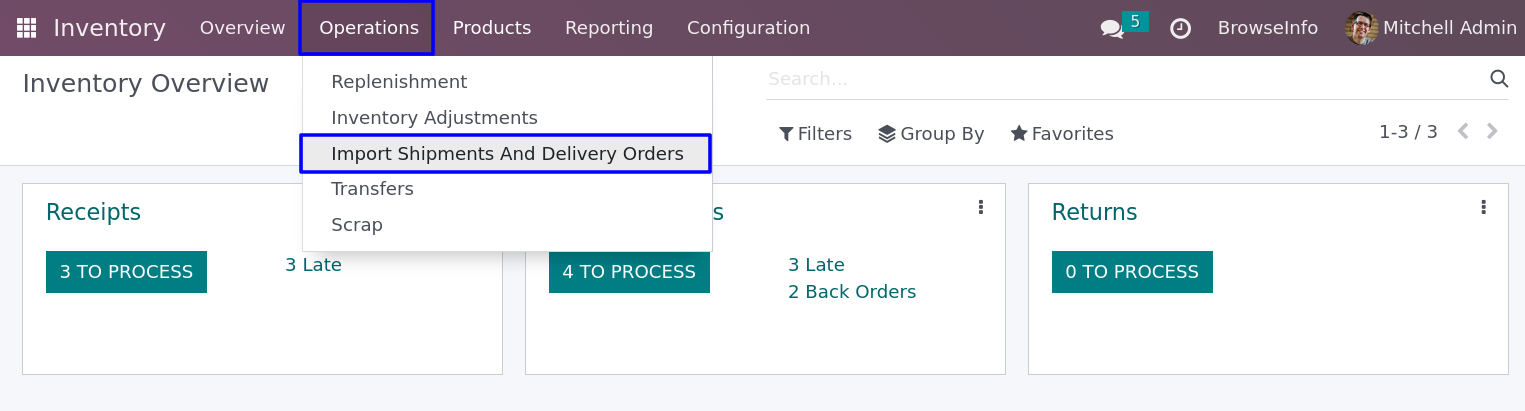 Inventory Overview Operations Products Reporting Configuration 5 BrowseInfo Mitchell Admin
Inventory Overview
Search...
Replenishment
Inventory Adjustments
Import Shipments And Delivery Orders
Transfers
Scrap
Filters Group By Favorites 1-3 / 3
Receipts
3 TO PROCESS 3 Late
s
4 TO PROCESS 3 Late
2 Back Orders
Returns
0 TO PROCESS